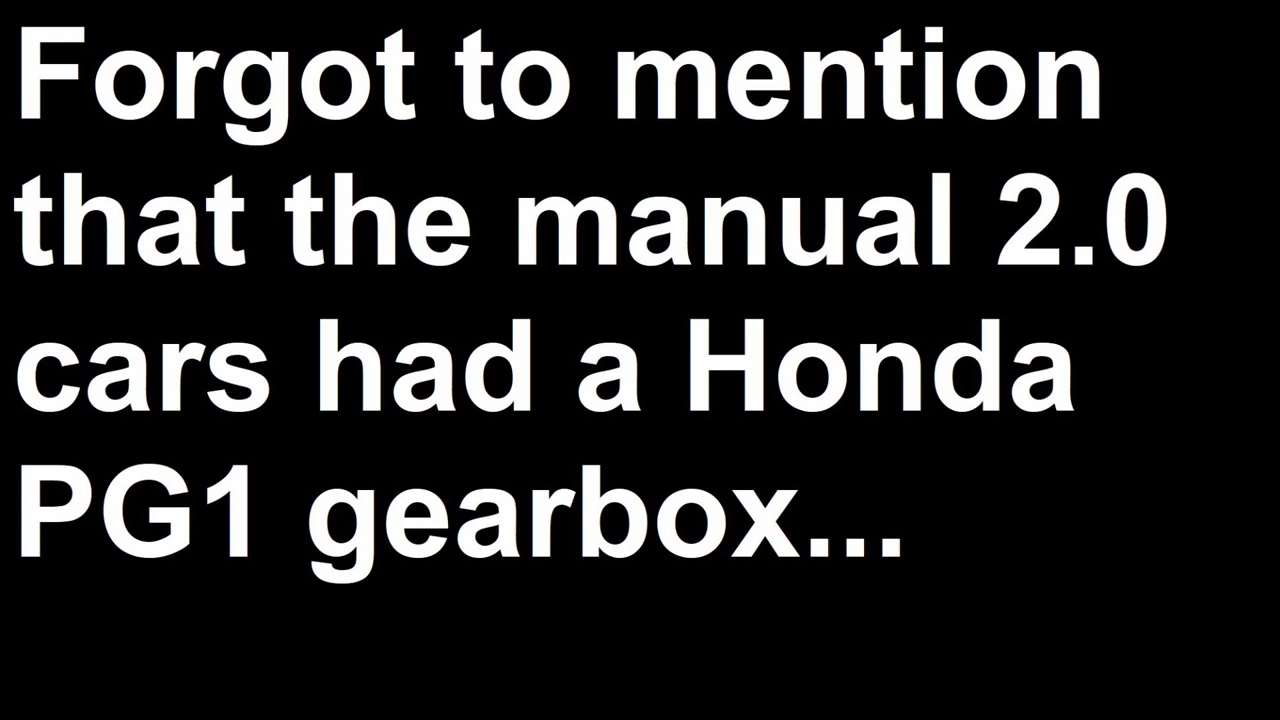 Forgot to mention
that the manual 2.0
cars had a Honda
PG1 gearbox...